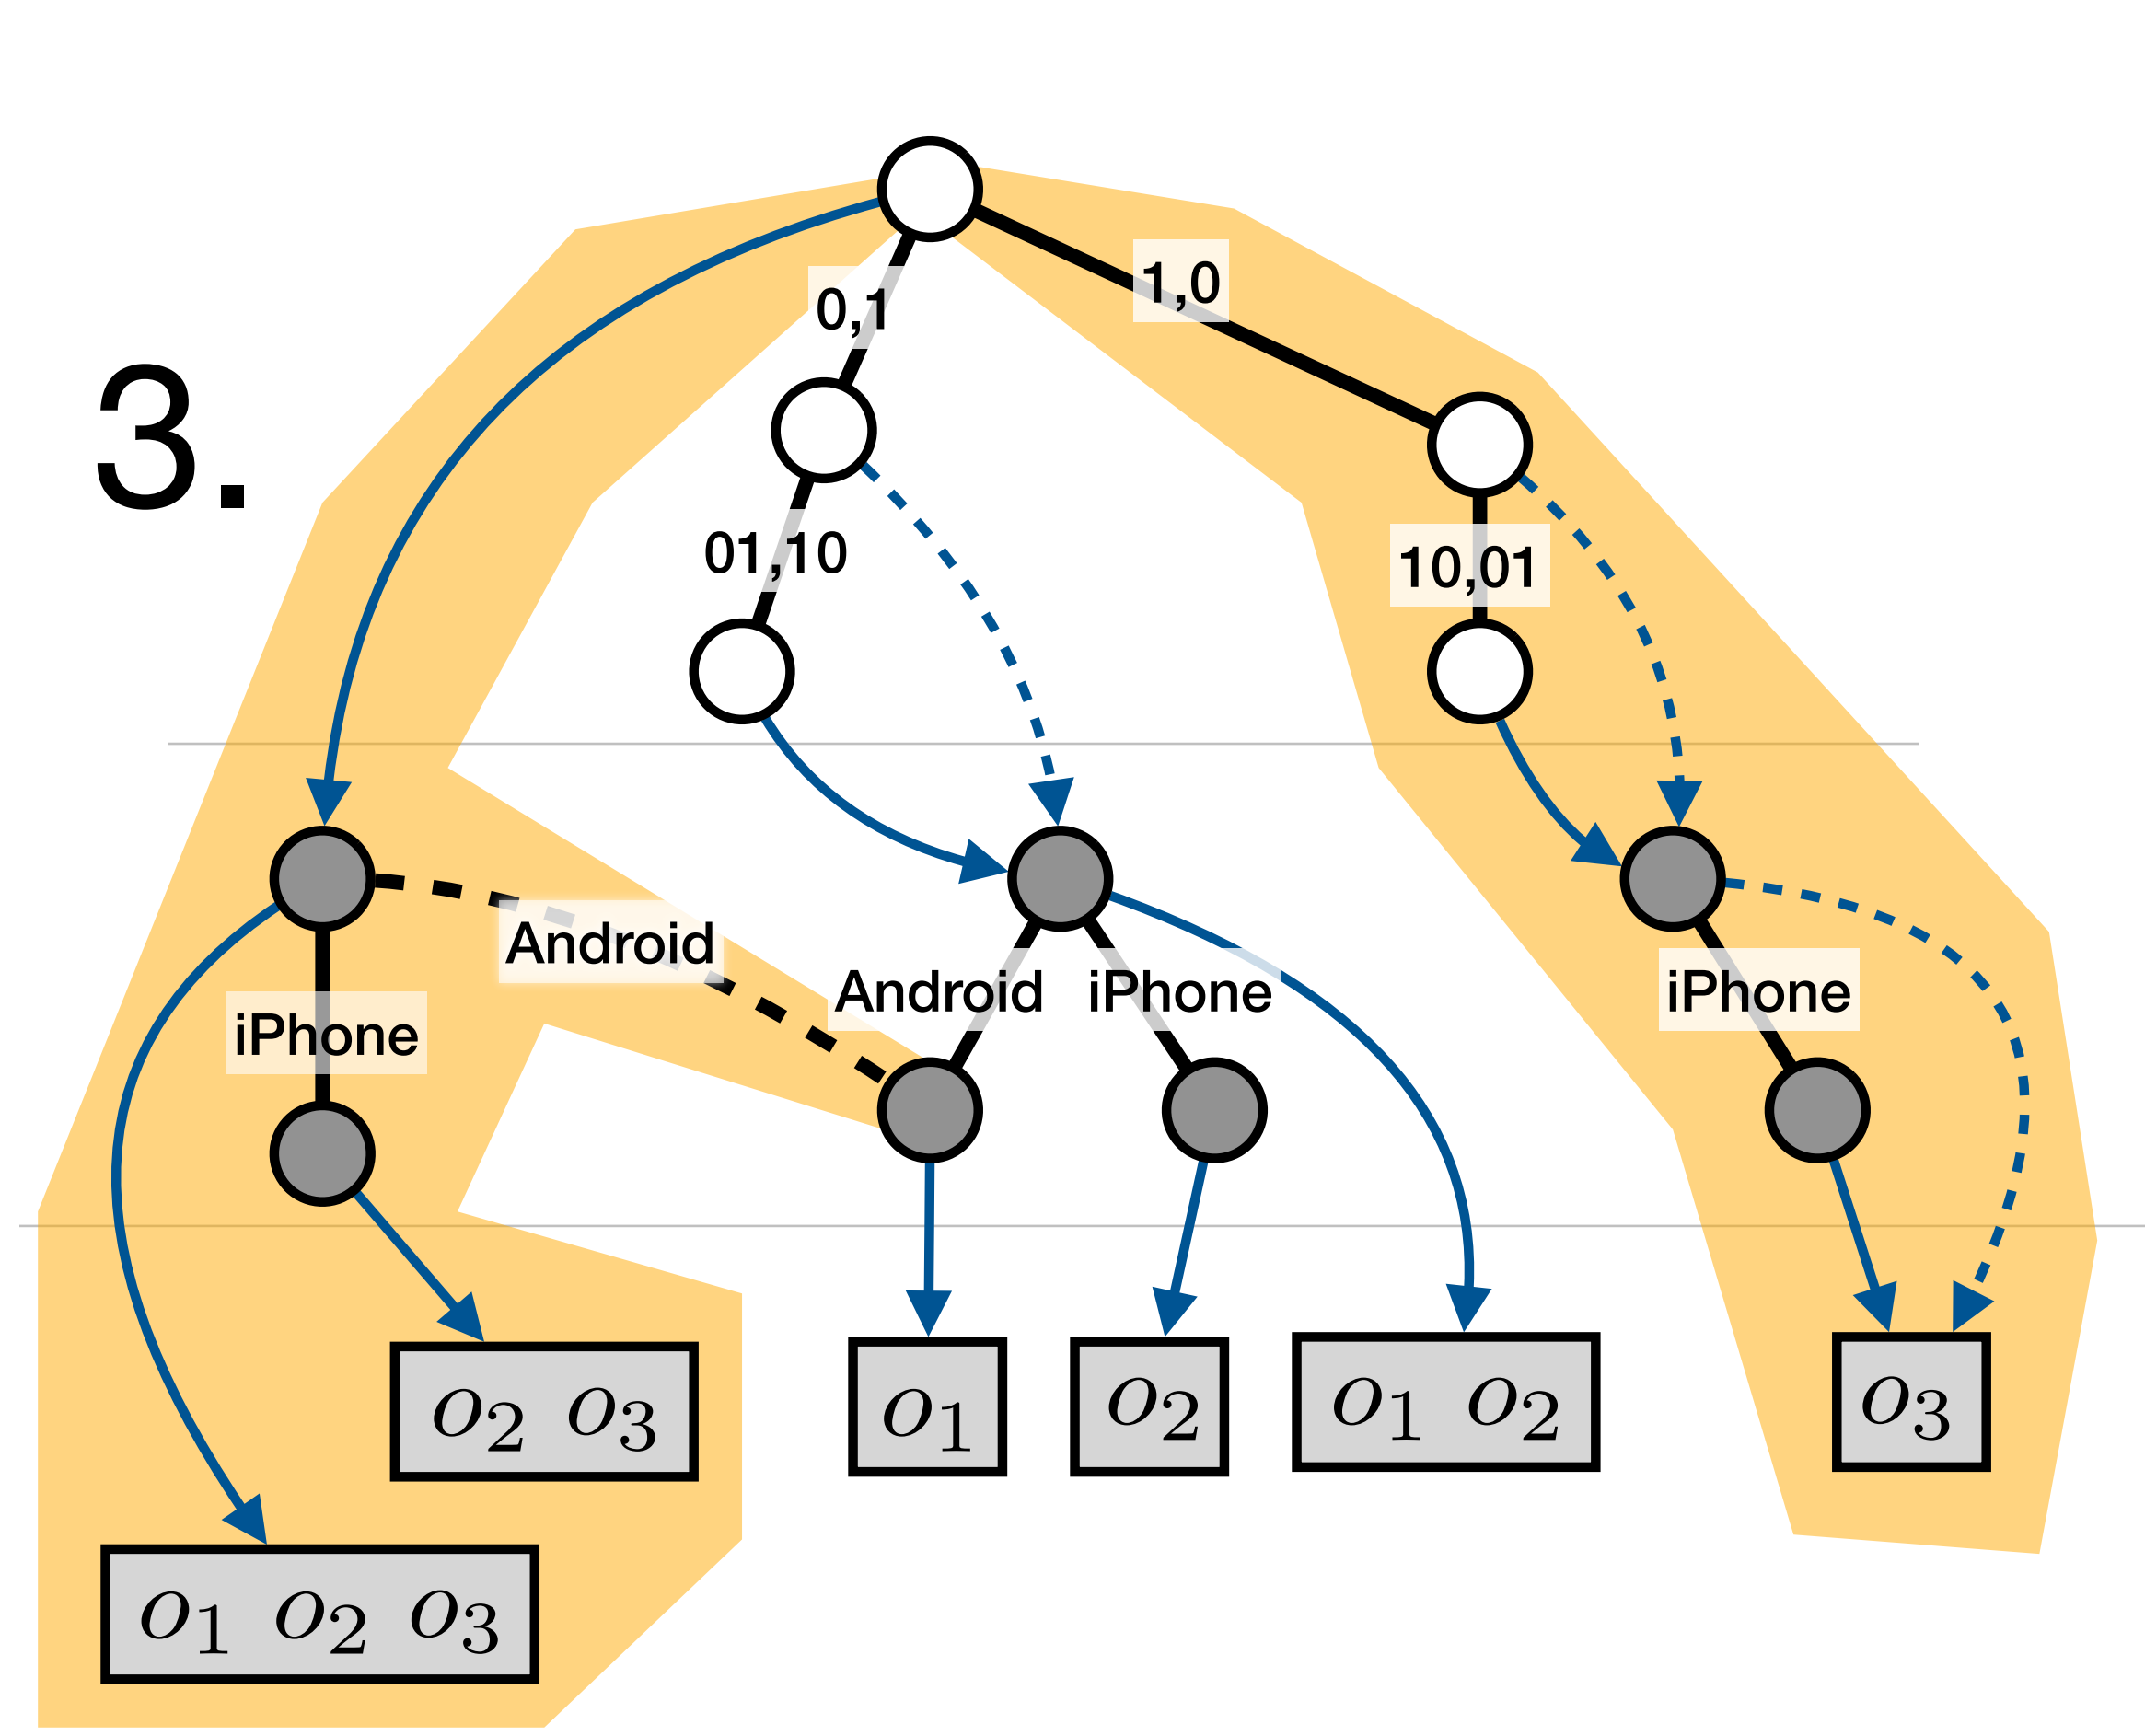 1,0
0,1
3.
01,10
10,01
Android
Android
iPhone
iPhone
iPhone
o₂ o₃
o₁
o₂
o₁ o₂
o₃
o₁ o₂ o₃